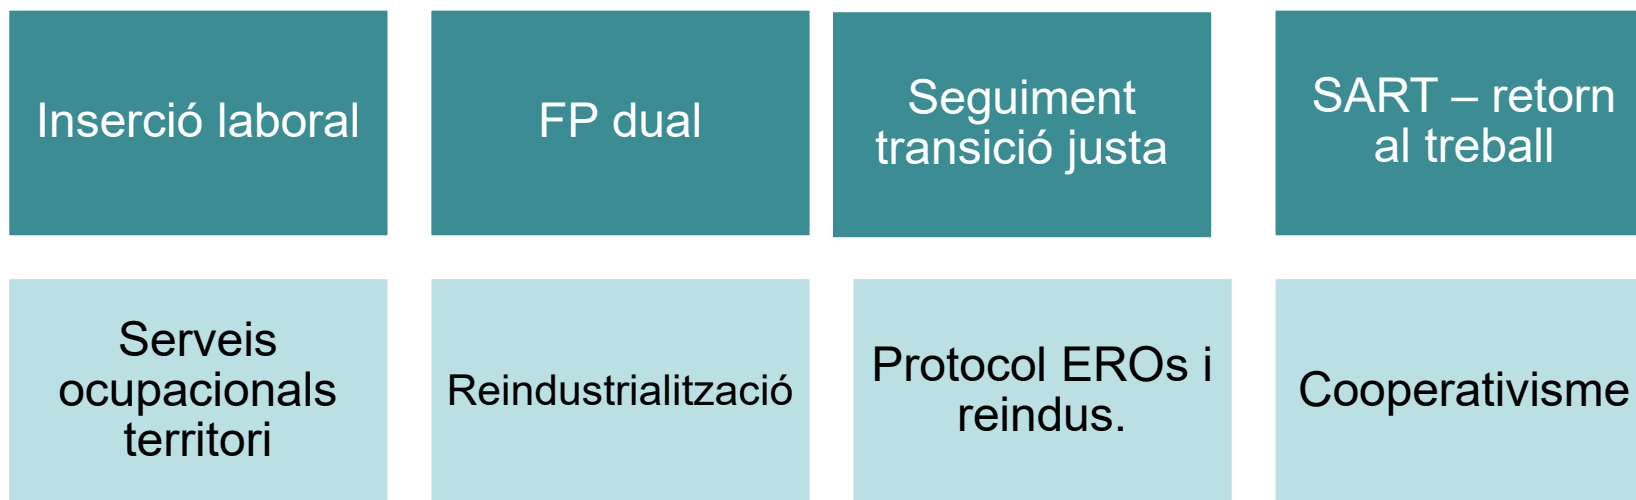 Inserció laboral
FP dual
Seguiment
transició justa
SART – retorn
al treball
Serveis
ocupacionals
territori
Reindustrialització
Protocol EROs i
reindus.
Cooperativisme